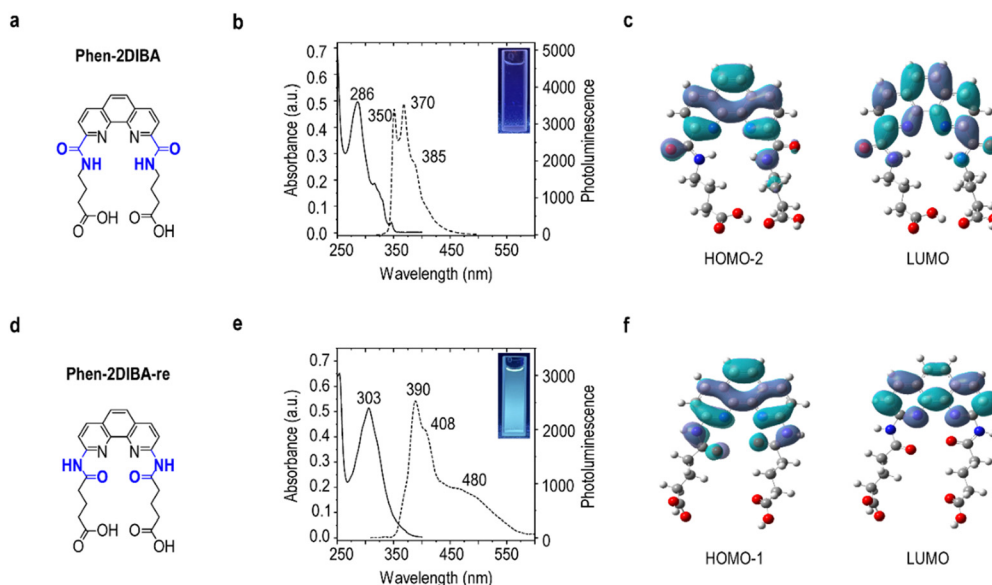 a
Phen-2DIBA
N N
O O
NH HN
O OH O OH
b
Absorbance (a.u.)
0.7
0.6
0.5
0.4
0.3
0.2
0.1
0.0
286
350
370
385
5000
4000
3000
2000
1000
0
Photoluminescence
250 350 450 550
Wavelength (nm)
c
HOMO-2 LUMO
d
Phen-2DIBA-re
N N
HN NH
O O
O OH O OH
e
Absorbance (a.u.)
0.7
0.6
0.5
0.4
0.3
0.2
0.1
0.0
303
390
408
480
3000
2000
1000
0
Photoluminescence
250 350 450 550
Wavelength (nm)
f
HOMO-1 LUMO